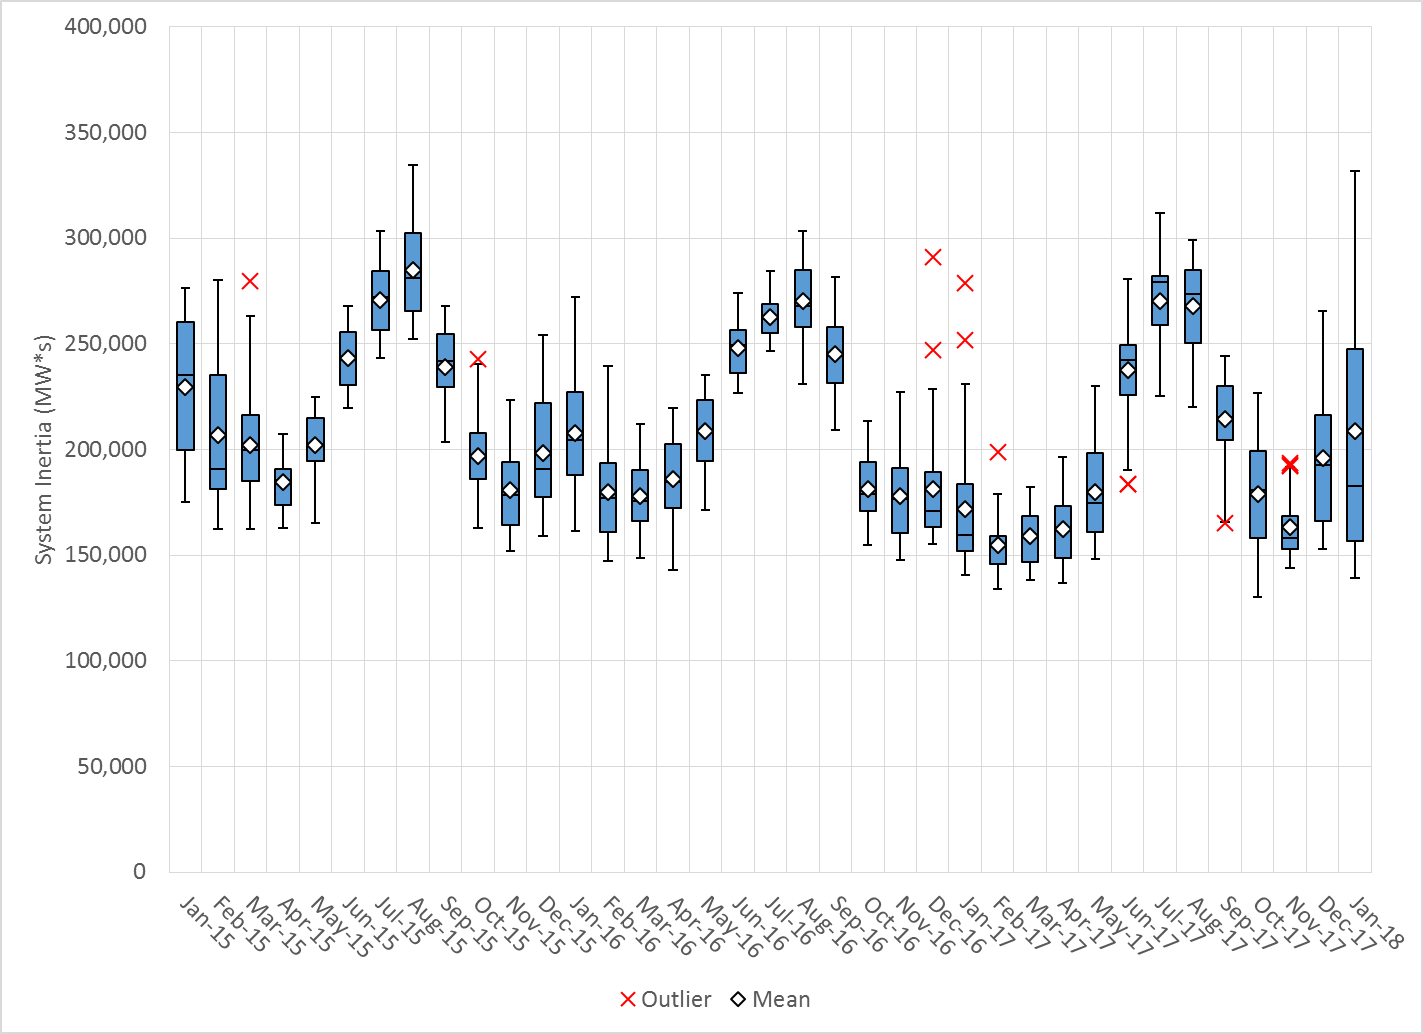 400,000
350,000
300,000
250,000
200,000
150,000
100,000
50,000
0
System Inertia (MW*s)
Jan-15
Feb-15
Mar-15
Apr-15
May-15
Jun-15
Jul-15
Aug-15
Sep-15
Oct-15
Nov-15
Dec-15
Jan-16
Feb-16
Mar-16
Apr-16
May-16
Jun-16
Jul-16
Aug-16
Sep-16
Oct-16
Nov-16
Dec-16
Jan-17
Feb-17
Mar-17
Apr-17
May-17
Jun-17
Jul-17
Aug-17
Sep-17
Oct-17
Nov-17
Dec-17
Jan-18
Outlier Mean